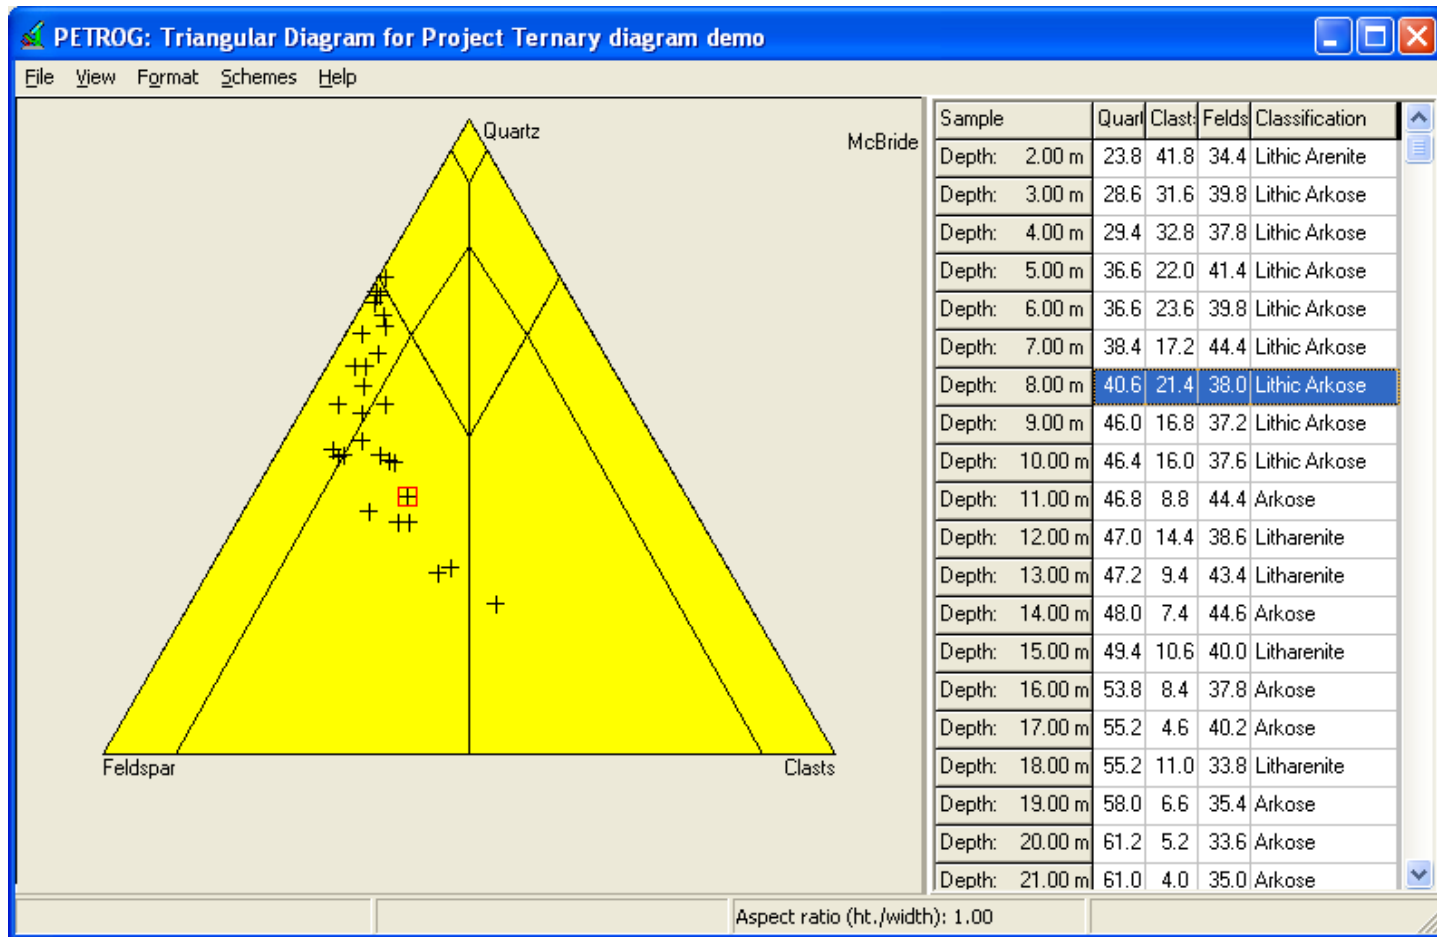 PETROG: Triangular Diagram for Project Ternary diagram demo
File View Format Schemes Help
Quartz
McBride
Feldspar
Clasts
Sample Quart Clast: Felds Classification
Depth: 2.00 m 23.8 41.8 34.4 Lithic Arenite
Depth: 3.00 m 28.6 31.6 39.8 Lithic Arkose
Depth: 4.00 m 29.4 32.8 37.8 Lithic Arkose
Depth: 5.00 m 36.6 22.0 41.4 Lithic Arkose
Depth: 6.00 m 36.6 23.6 39.8 Lithic Arkose
Depth: 7.00 m 38.4 17.2 44.4 Lithic Arkose
Depth: 8.00 m 40.6 21.4 38.0 Lithic Arkose
Depth: 9.00 m 46.0 16.8 37.2 Lithic Arkose
Depth: 10.00 m 46.4 16.0 37.6 Lithic Arkose
Depth: 11.00 m 46.8 8.8 44.4 Arkose
Depth: 12.00 m 47.0 14.4 38.6 Litharenite
Depth: 13.00 m 47.2 9.4 43.4 Litharenite
Depth: 14.00 m 48.0 7.4 44.6 Arkose
Depth: 15.00 m 49.4 10.6 40.0 Litharenite
Depth: 16.00 m 53.8 8.4 37.8 Arkose
Depth: 17.00 m 55.2 4.6 40.2 Arkose
Depth: 18.00 m 55.2 11.0 33.8 Litharenite
Depth: 19.00 m 58.0 6.6 35.4 Arkose
Depth: 20.00 m 61.2 5.2 33.6 Arkose
Depth: 21.00 m 61.0 4.0 35.0 Arkose
Aspect ratio (ht./width): 1.00